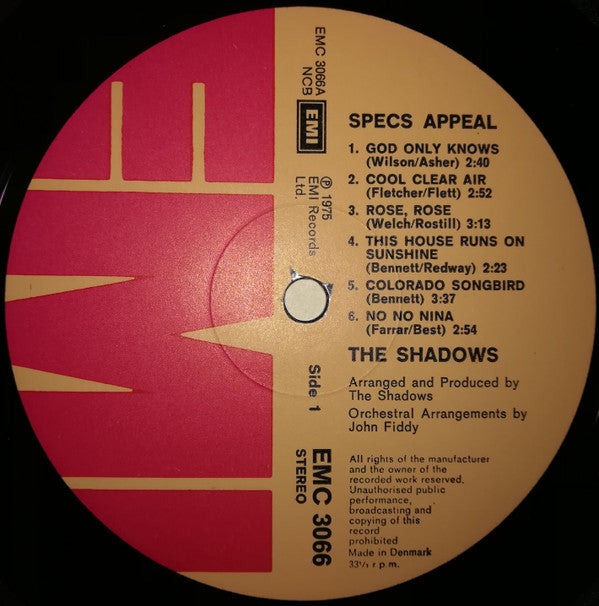 EMC 3066A
NCB
EMI
℗ 1975
EMI Records
Ltd.
SPECS APPEAL
1. GOD ONLY KNOWS
(Wilson/Asher) 2:40
2. COOL CLEAR AIR
(Fletcher/Flett) 2:52
3. ROSE, ROSE
(Welch/Rostill) 3:13
4. THIS HOUSE RUNS ON
SUNSHINE
(Bennett/Redway) 2:23
5. COLORADO SONGBIRD
(Bennett) 3:37
6. NO NO NINA
(Farrar/Best) 2:54
THE SHADOWS
Side 1
Arranged and Produced by
The Shadows
Orchestral Arrangements by
John Fiddy
EMC 3066
STEREO
All rights of the manufacturer
and the owner of the
recorded work reserved.
Unauthorised public
performance,
broadcasting and
copying of this
record
prohibited
Made in Denmark
33⅓ r.p.m.
EMI